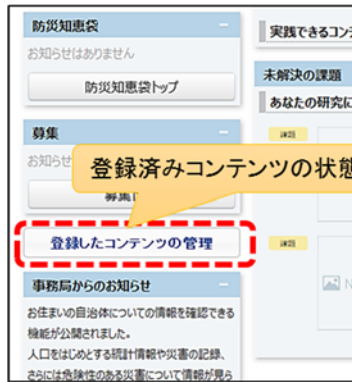 防災知恵袋
お知らせはありません
防災知恵袋トップ
募集
お知らせ
登録済みコンテンツの状態
登録したコンテンツの管理
事務局からのお知らせ
お住まいの自治体についての情報を確認できる
機能が公開されました。
人口をはじめとする統計情報や災害の記録、
さらには危険性のある災害について情報が見ら
実践できるコンテ
未解決の課題
あなたの研究に
課題
課題
N